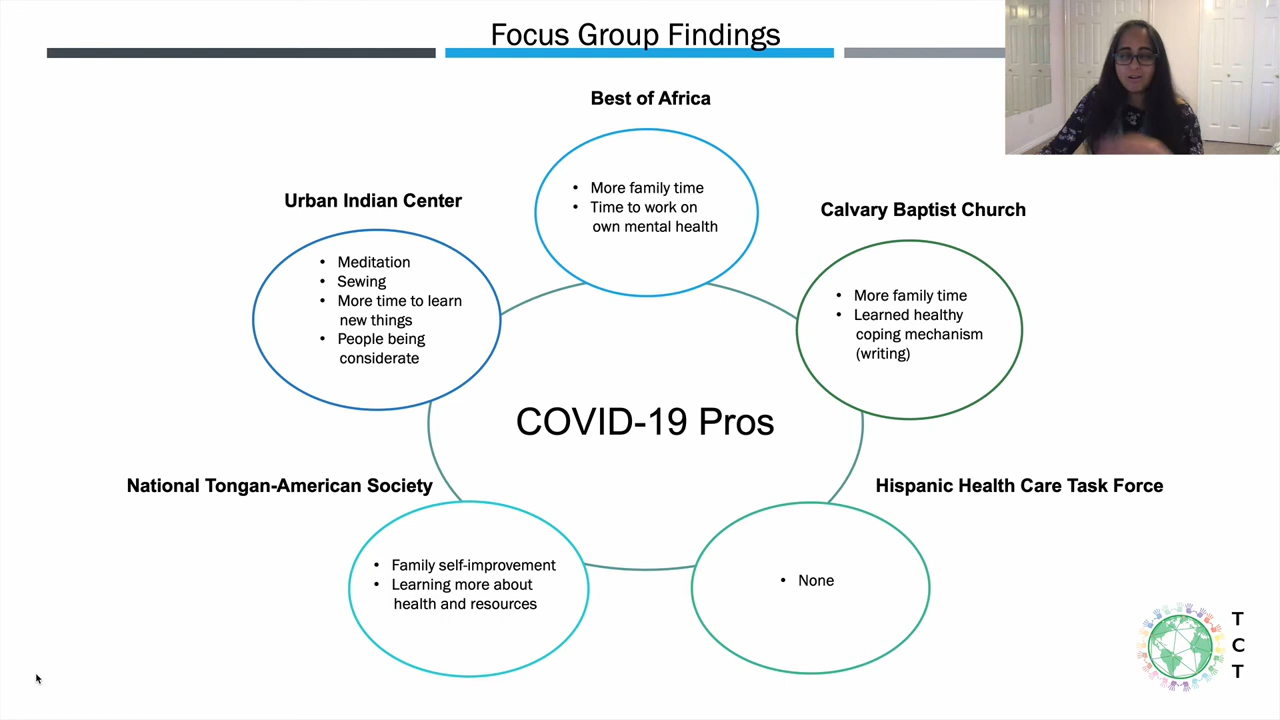 Focus Group Findings
Best of Africa
• More family time
• Time to work on
own mental health
Urban Indian Center
• Meditation
• Sewing
• More time to learn
new things
• People being
considerate
Calvary Baptist Church
• More family time
• Learned healthy
coping mechanism
(writing)
COVID-19 Pros
National Tongan-American Society
• Family self-improvement
• Learning more about
health and resources
Hispanic Health Care Task Force
• None
T
C
T